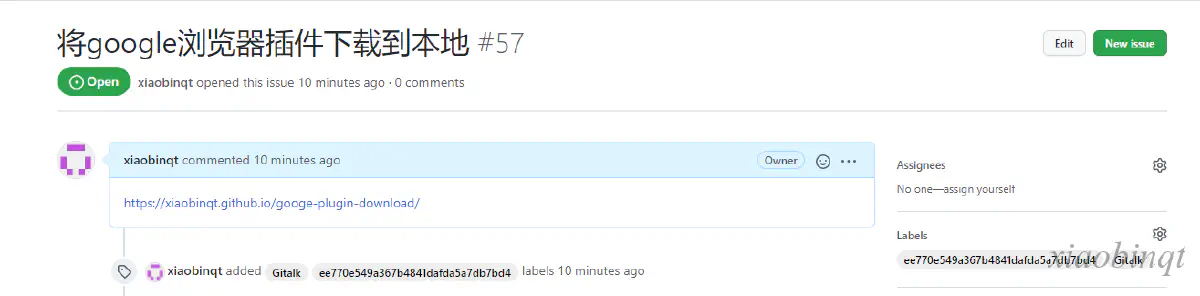 将google浏览器插件下载到本地 #57
Edit
New issue
Open
xiaobinqt opened this issue 10 minutes ago · 0 comments
xiaobinqt commented 10 minutes ago
Owner
https://xiaobinqt.github.io/googe-plugin-download/
xiaobinqt added Gitalk ee770e549a367b4841dafda5a7db7bd4 labels 10 minutes ago
Assignees
No one—assign yourself
Labels
ee770e549a367b4841dafda5a7db7bd4 Gitalk
xiaobinqt